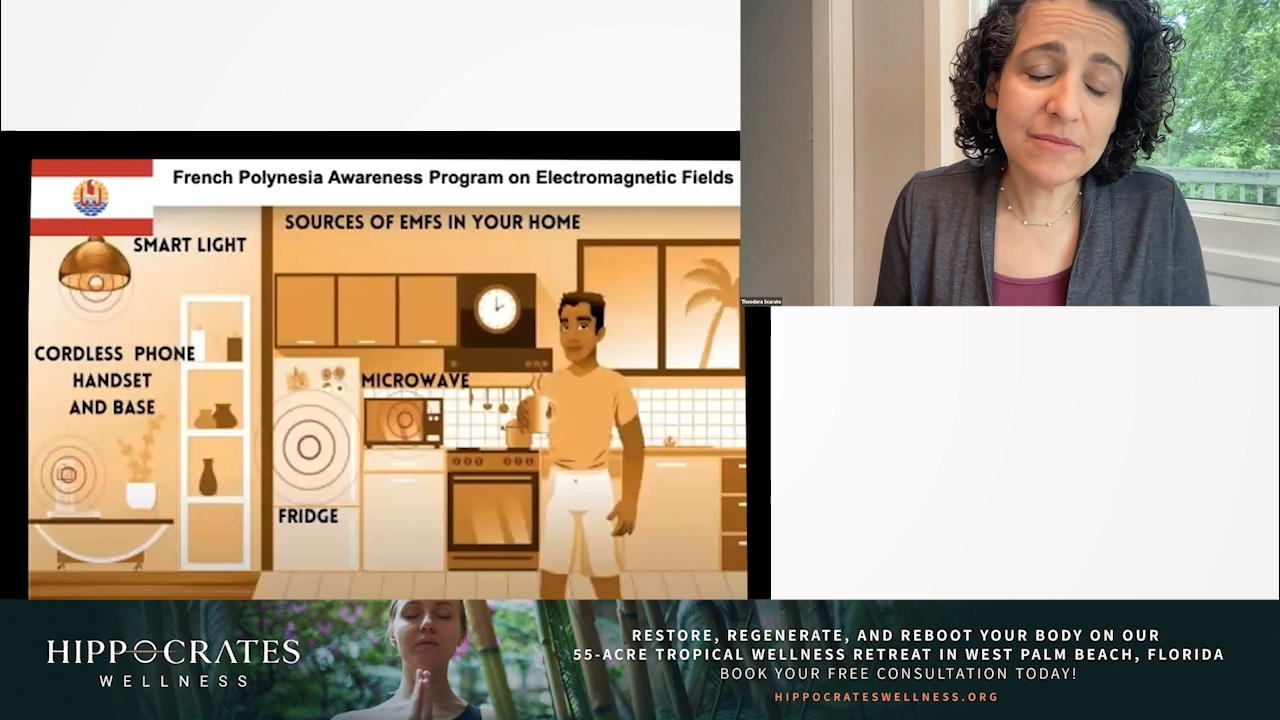 French Polynesia Awareness Program on Electromagnetic Fields
SOURCES OF EMFS IN YOUR HOME
SMART LIGHT
CORDLESS PHONE
HANDSET
AND BASE
MICROWAVE
FRIDGE
Theodora Scarato
HIPPOCRATES
WELLNESS
RESTORE, REGENERATE, AND REBOOT YOUR BODY ON OUR
55-ACRE TROPICAL WELLNESS RETREAT IN WEST PALM BEACH, FLORIDA
BOOK YOUR FREE CONSULTATION TODAY!
HIPPOCRATESWELLNESS.ORG